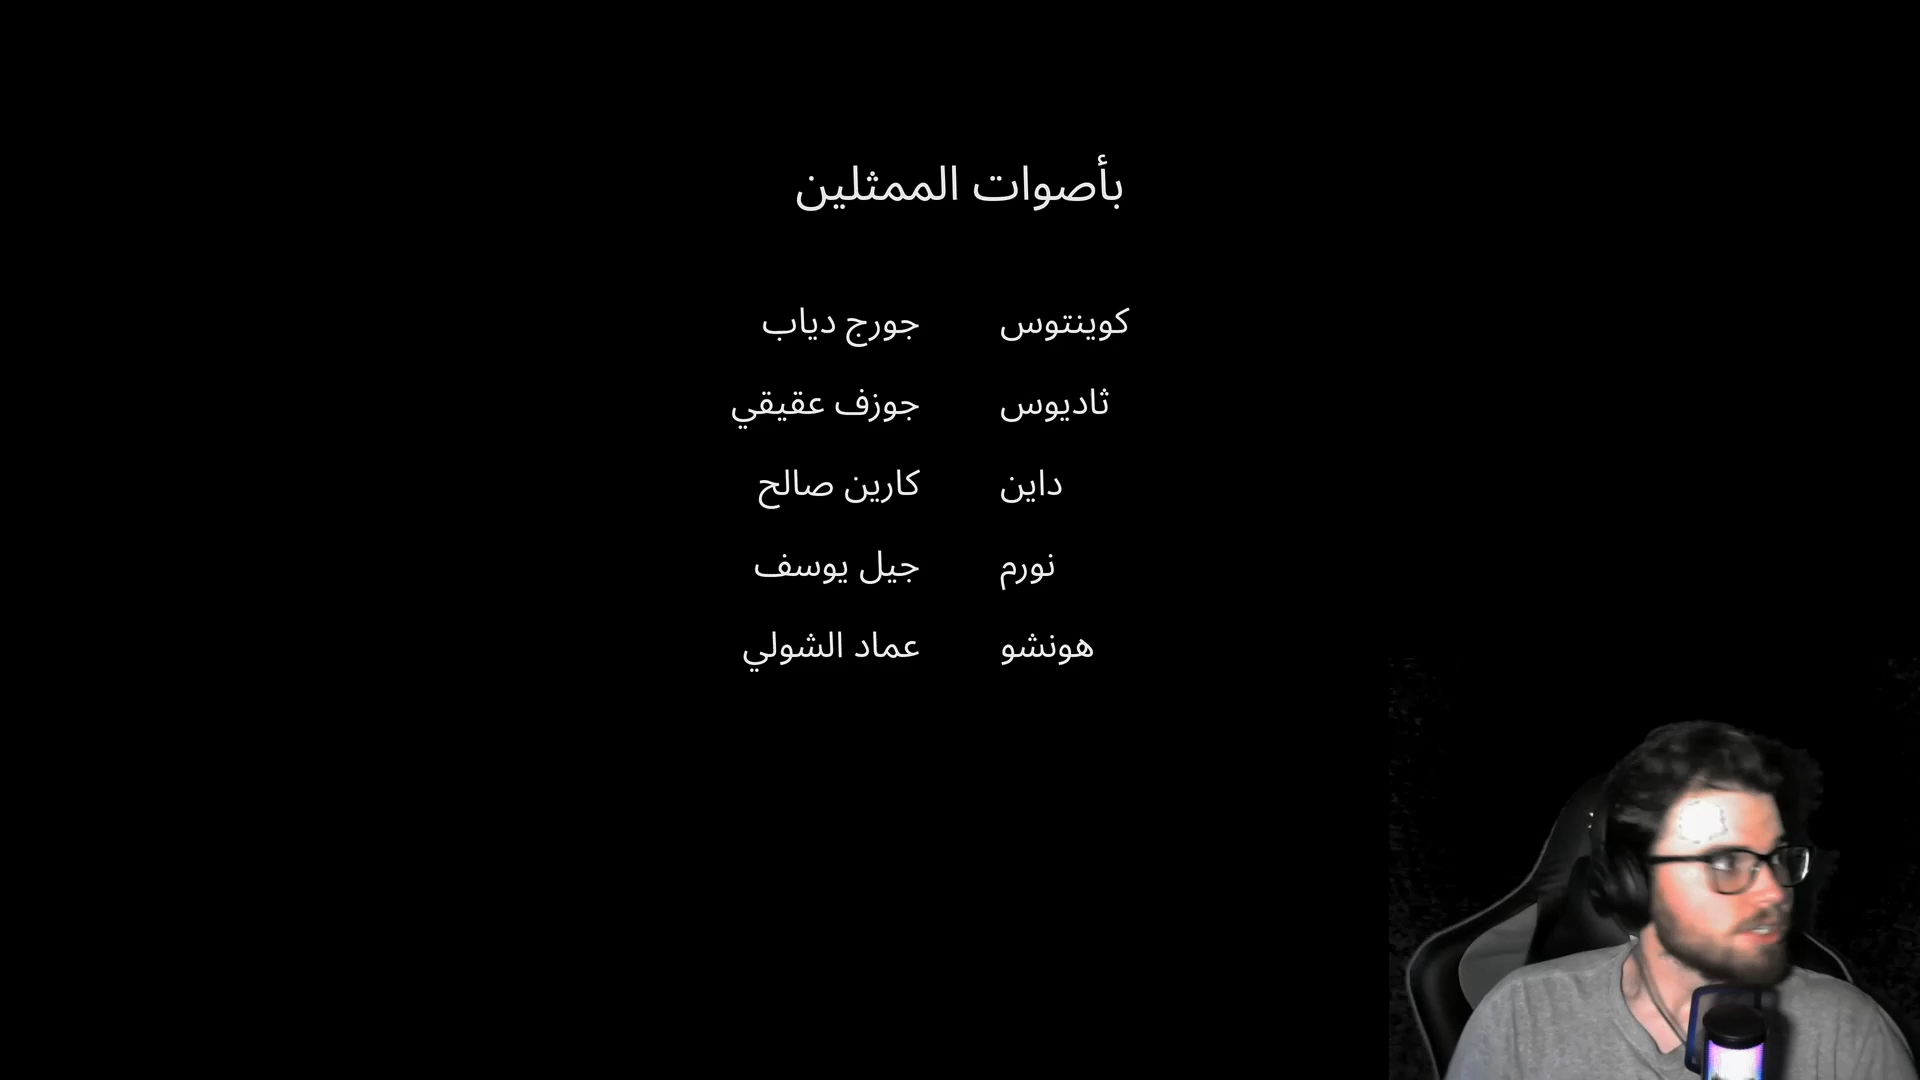 بأصوات الممثلين
كوينتوس جورج دياب
ثاديوس جوزف عقيقي
داين كارين صالح
نورم جيل يوسف
هونشو عماد الشولي